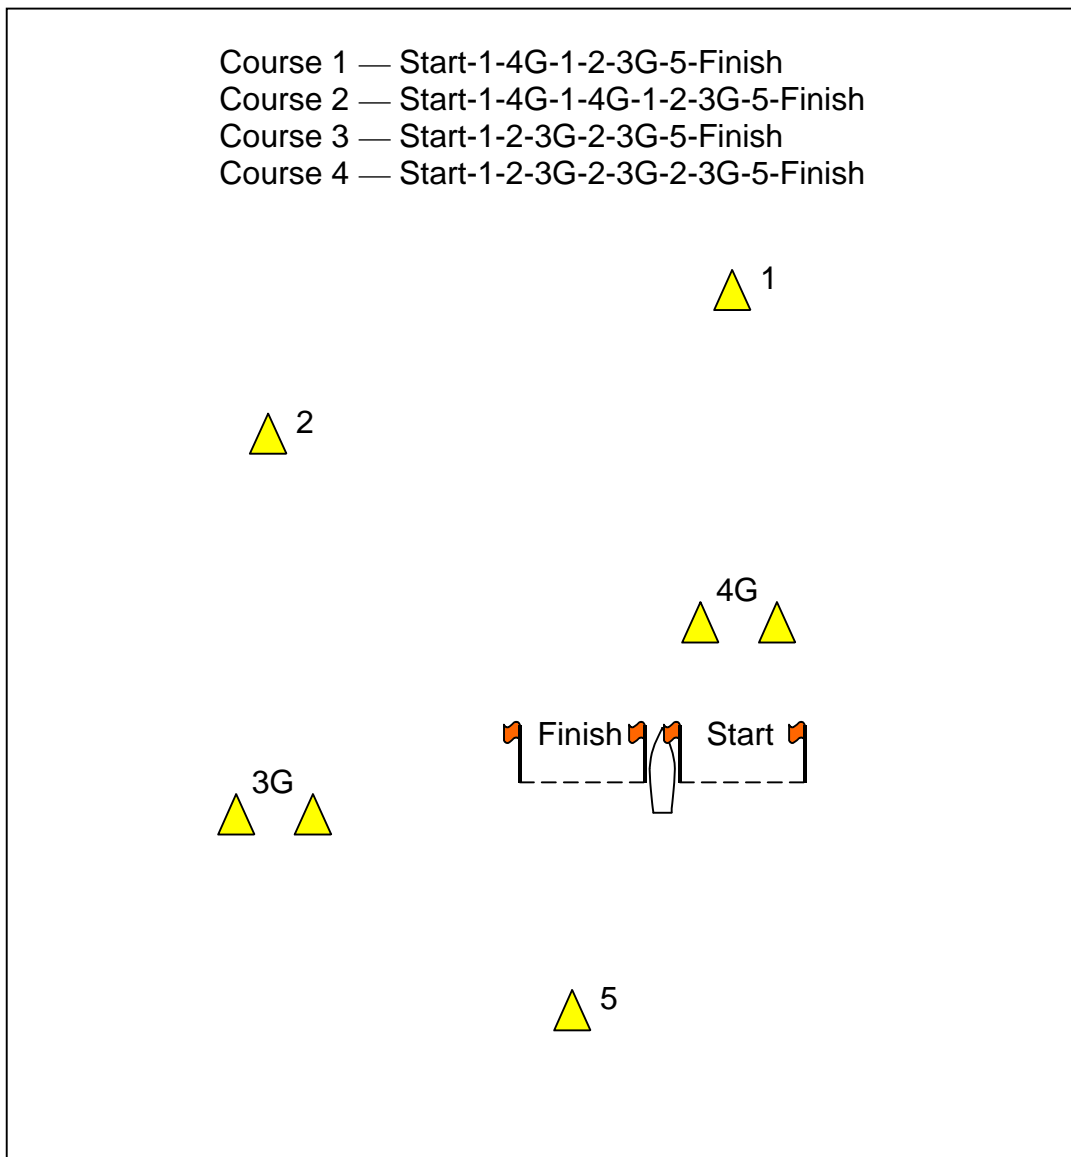 Course 1 — Start-1-4G-1-2-3G-5-Finish
Course 2 — Start-1-4G-1-4G-1-2-3G-5-Finish
Course 3 — Start-1-2-3G-2-3G-5-Finish
Course 4 — Start-1-2-3G-2-3G-2-3G-5-Finish
1
2
4G
Finish
Start
3G
5